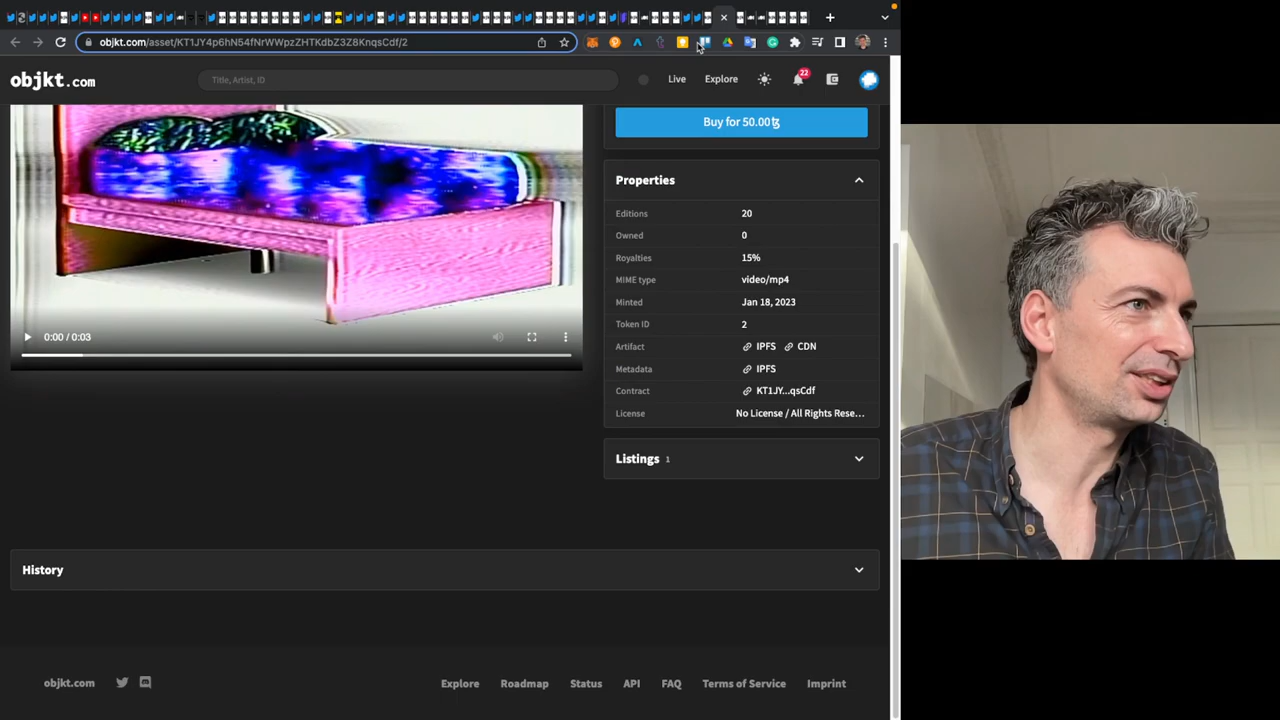 objkt.com/asset/KT1JY4p6hN54fNrWWpzZHTKdbZ3Z8KnqsCdf/2
objkt.com
Title, Artist, ID
Live
Explore
22
Buy for 50.00ꜩ
Properties
Editions 20
Owned 0
Royalties 15%
MIME type video/mp4
Minted Jan 18, 2023
Token ID 2
Artifact IPFS CDN
Metadata IPFS
Contract KT1JY...qsCdf
License No License / All Rights Rese...
0:00 / 0:03
Listings 1
History
objkt.com
Explore
Roadmap
Status
API
FAQ
Terms of Service
Imprint